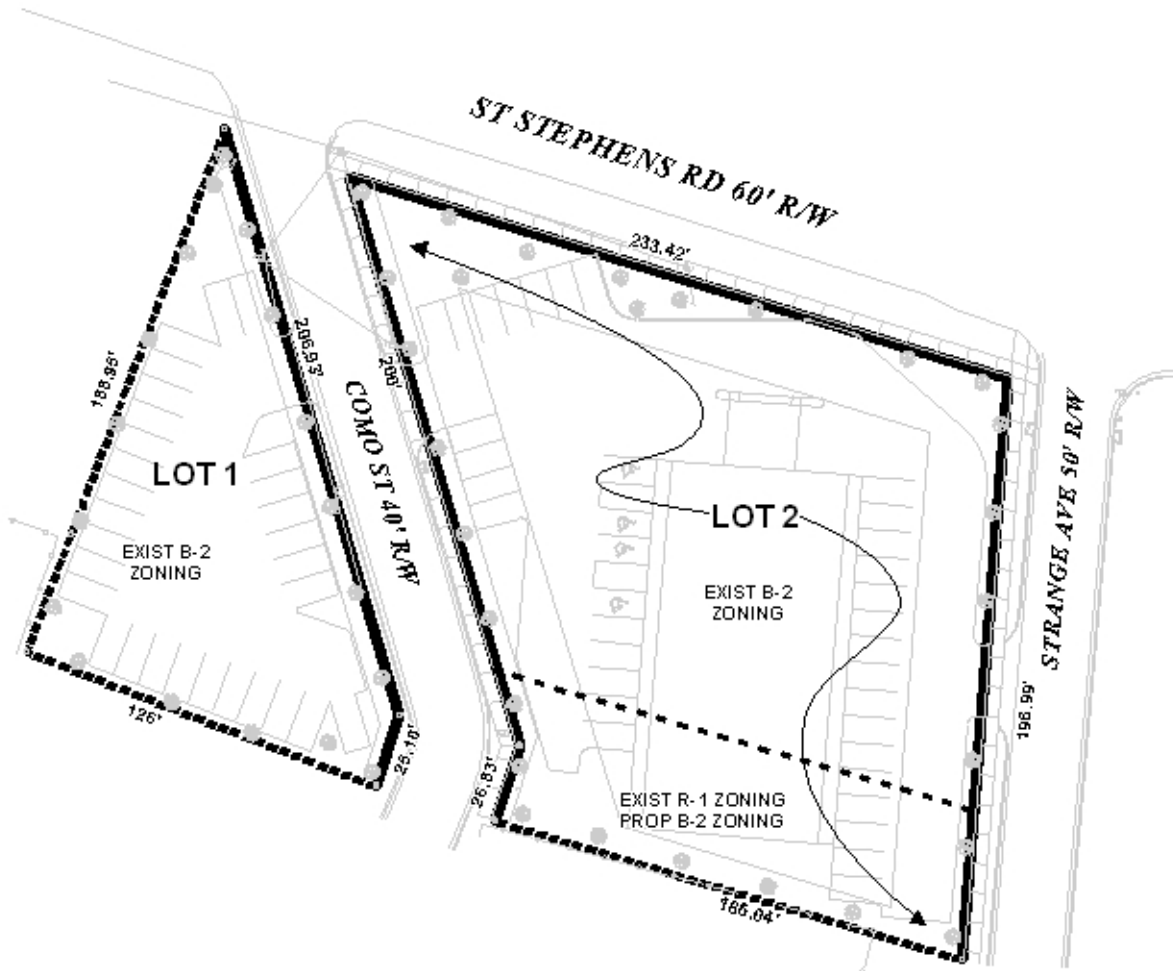 ST STEPHENS RD 60' R/W
233.42'
188.96'
206.93'
206'
COMO ST 40' R/W
LOT 1
EXIST B-2
ZONING
LOT 2
EXIST B-2
ZONING
STRANGE AVE 50' R/W
196.99'
126'
25.18'
26.83'
EXIST R-1 ZONING
PROP B-2 ZONING
185.04'